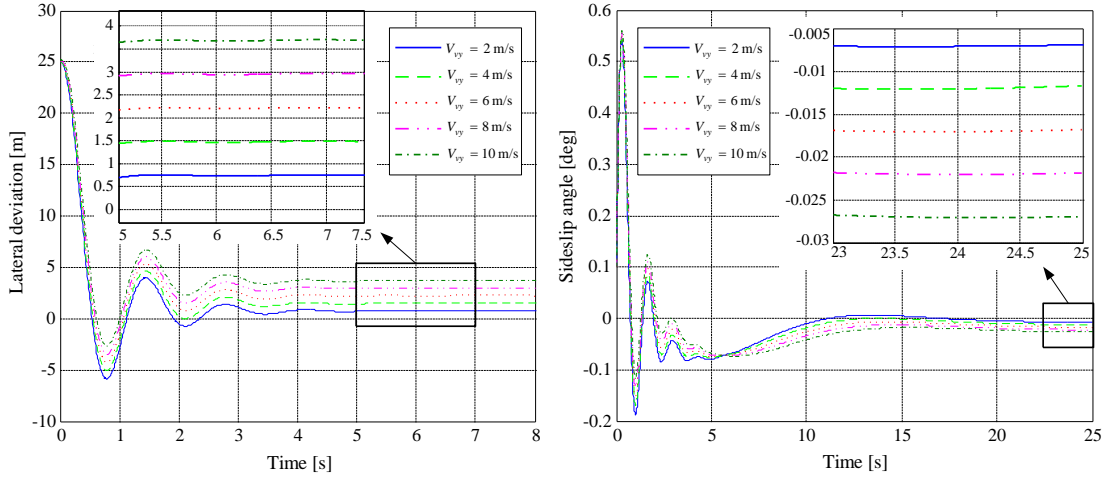 30
25
20
15
10
5
0
-5
-10
Lateral deviation [m]
0 1 2 3 4 5 6 7 8
Time [s]
4
3.5
3
2.5
2
1.5
1
0.5
0
5 5.5 6 6.5 7 7.5
V_vy = 2 m/s
V_vy = 4 m/s
V_vy = 6 m/s
V_vy = 8 m/s
V_vy = 10 m/s
0.6
0.5
0.4
0.3
0.2
0.1
0
-0.1
-0.2
Sideslip angle [deg]
0 5 10 15 20 25
Time [s]
V_vy = 2 m/s
V_vy = 4 m/s
V_vy = 6 m/s
V_vy = 8 m/s
V_vy = 10 m/s
-0.005
-0.01
-0.015
-0.02
-0.025
-0.03
23 23.5 24 24.5 25